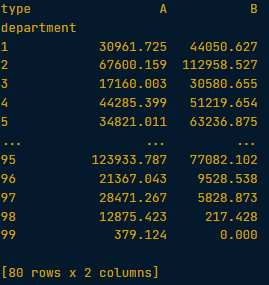 type A B
department
1 30961.725 44050.627
2 67600.159 112958.527
3 17160.003 30580.655
4 44285.399 51219.654
5 34821.011 63236.875
... ... ...
95 123933.787 77082.102
96 21367.043 9528.538
97 28471.267 5828.873
98 12875.423 217.428
99 379.124 0.000
[80 rows x 2 columns]